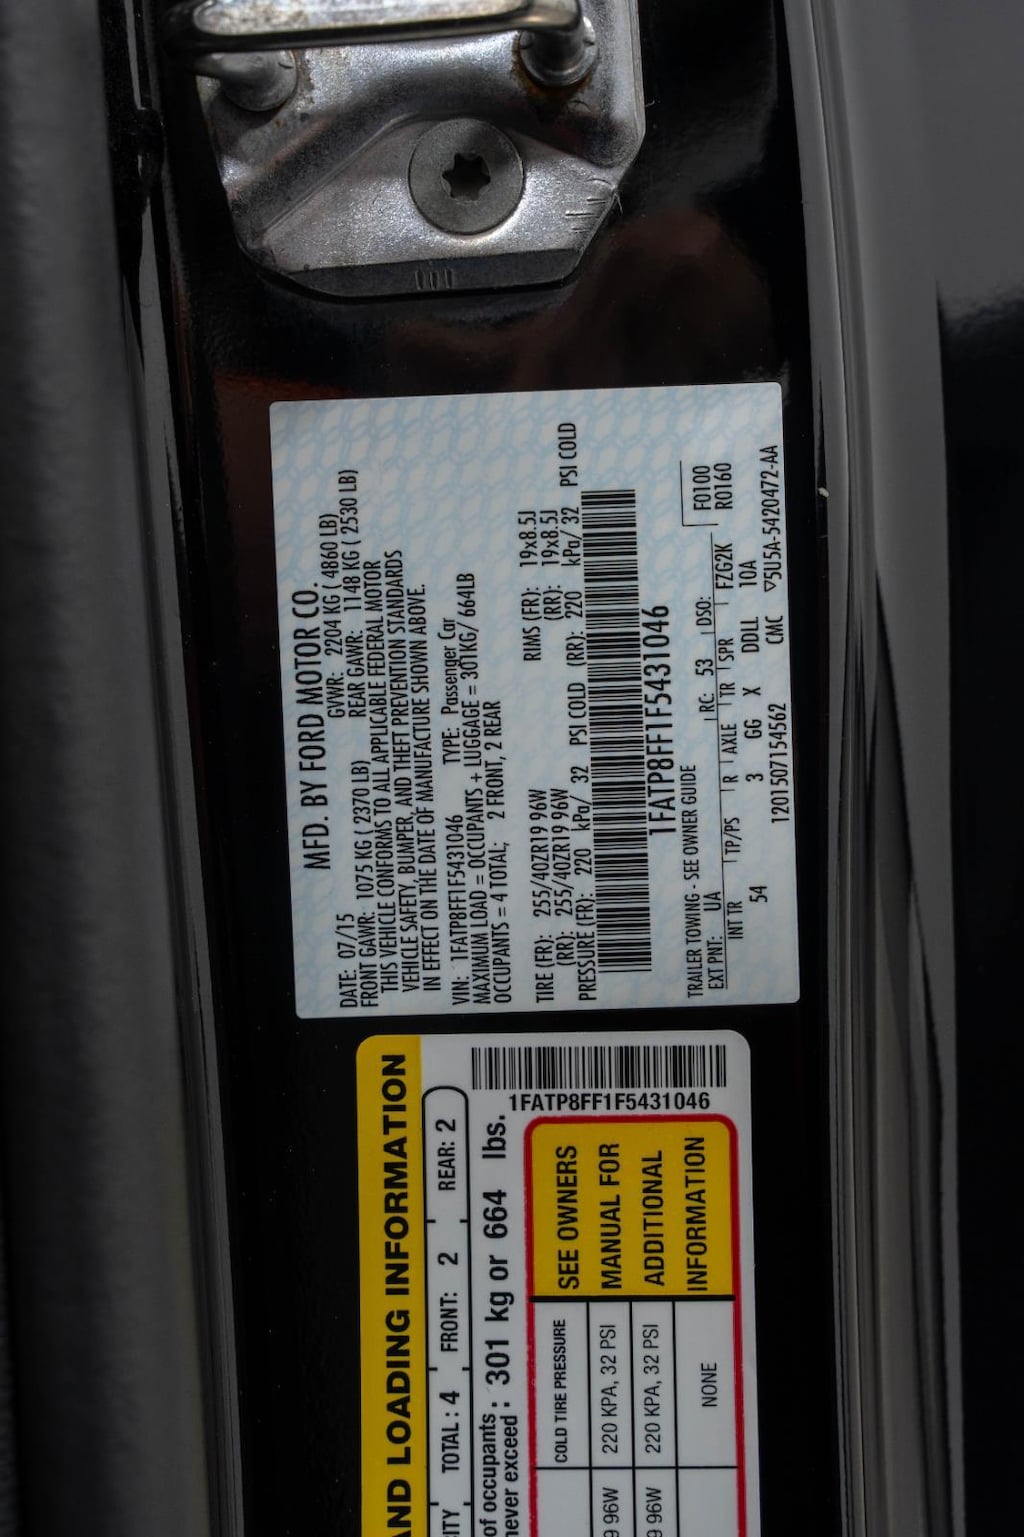 MFD. BY FORD MOTOR CO.
DATE: 07/15 GVWR: 2204 KG ( 4860 LB)
FRONT GAWR: 1075 KG ( 2370 LB) REAR GAWR: 1148 KG ( 2530 LB)
THIS VEHICLE CONFORMS TO ALL APPLICABLE FEDERAL MOTOR
VEHICLE SAFETY, BUMPER, AND THEFT PREVENTION STANDARDS
IN EFFECT ON THE DATE OF MANUFACTURE SHOWN ABOVE.
VIN: 1FATP8FF1F5431046 TYPE: Passenger Car
MAXIMUM LOAD = OCCUPANTS + LUGGAGE = 301KG/ 664LB
OCCUPANTS = 4 TOTAL; 2 FRONT, 2 REAR
TIRE (FR): 255/40ZR19 96W RIMS (FR): 19x8.5J
(RR): 255/40ZR19 96W (RR): 19x8.5J
PRESSURE (FR): 220 kPa/ 32 PSI COLD (RR): 220 kPa/ 32 PSI COLD
1FATP8FF1F5431046
TRAILER TOWING - SEE OWNER GUIDE
EXT PNT: UA RC: 53 DSO: F0100
FZG2K R0160
INT TR TP/PS R AXLE TR SPR
54 3 GG X DDLL 10A
1201507154562 CMC ▽5U5A-5420472-AA
AND LOADING INFORMATION
ITY TOTAL : 4 FRONT: 2 REAR: 2
of occupants :
never exceed : 301 kg or 664 lbs.
1FATP8FF1F5431046
COLD TIRE PRESSURE
9 96W 220 KPA, 32 PSI
9 96W 220 KPA, 32 PSI
NONE
SEE OWNERS
MANUAL FOR
ADDITIONAL
INFORMATION